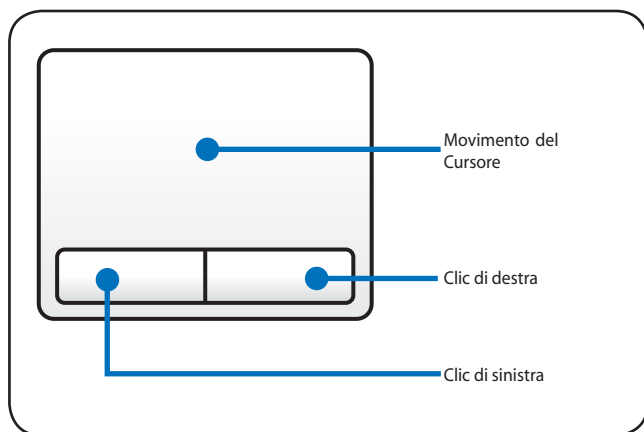 Movimento del
Cursore
Clic di destra
Clic di sinistra